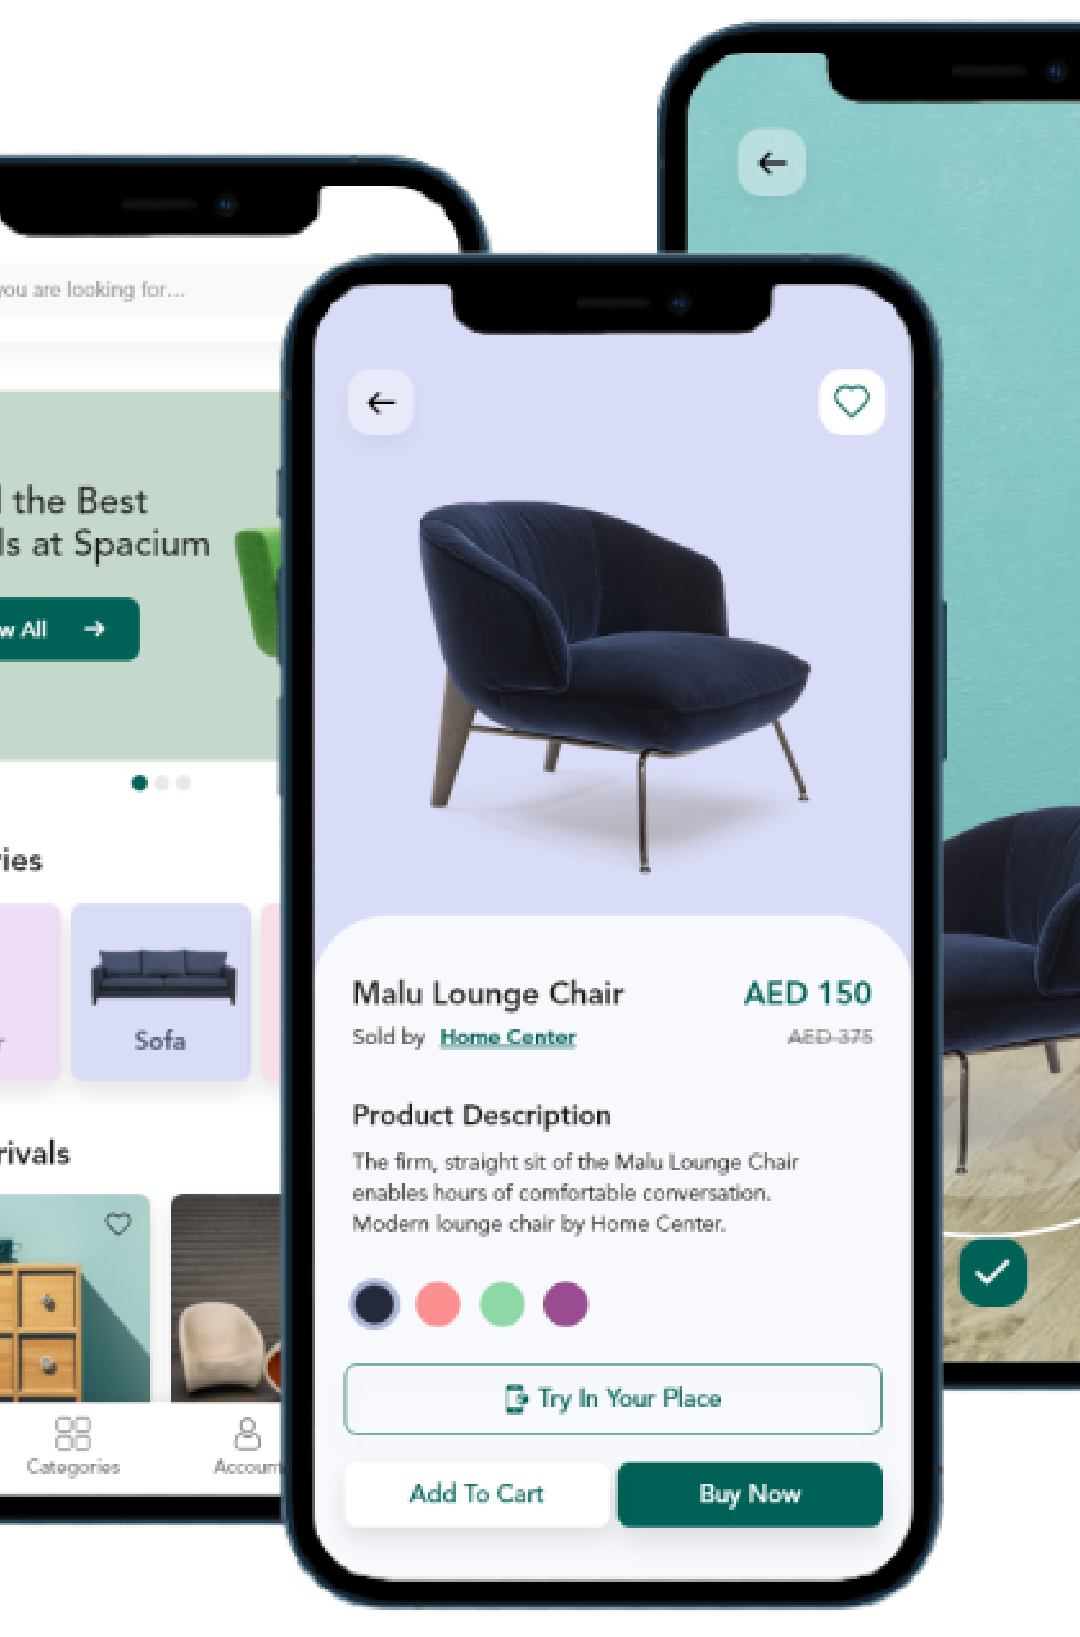 you are looking for...
the Best
ls at Spacium
w All
ries
r
Sofa
rivals
Categories
Accoun
Malu Lounge Chair
AED 150
Sold by Home Center
AED 375
Product Description
The firm, straight sit of the Malu Lounge Chair
enables hours of comfortable conversation.
Modern lounge chair by Home Center.
Try In Your Place
Add To Cart
Buy Now